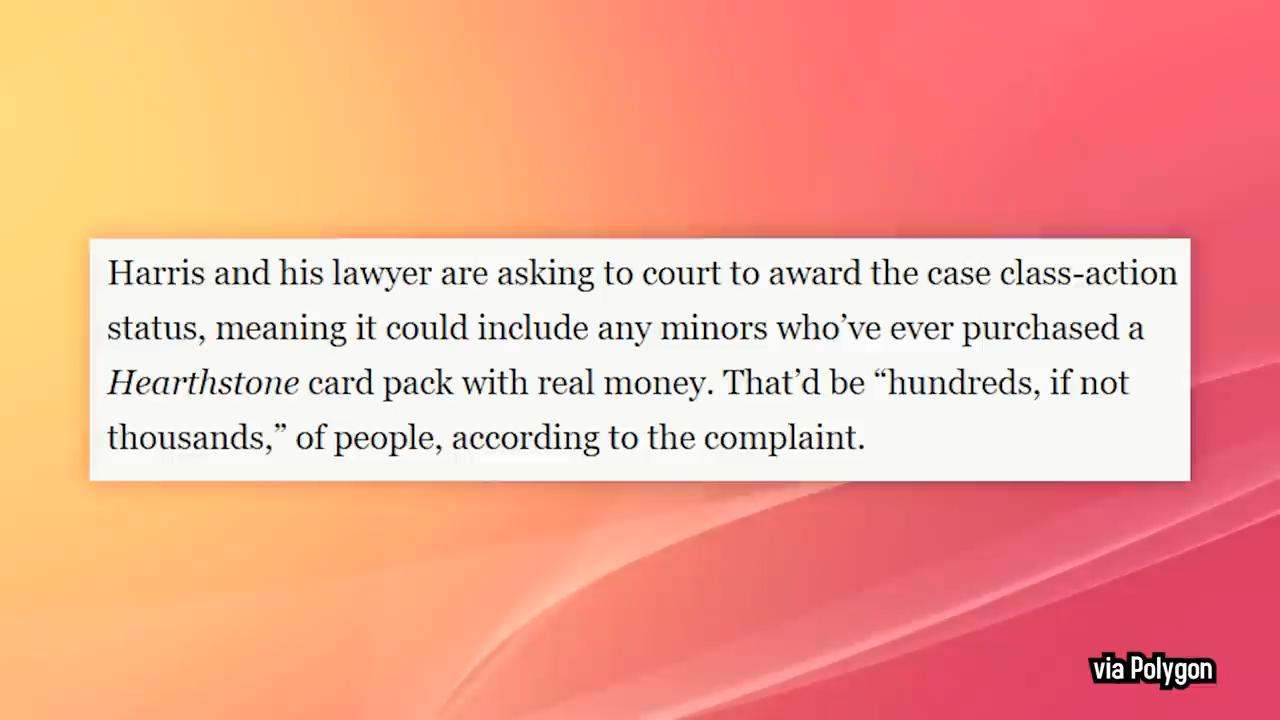 Harris and his lawyer are asking to court to award the case class-action
status, meaning it could include any minors who’ve ever purchased a
Hearthstone card pack with real money. That’d be “hundreds, if not
thousands,” of people, according to the complaint.
via Polygon